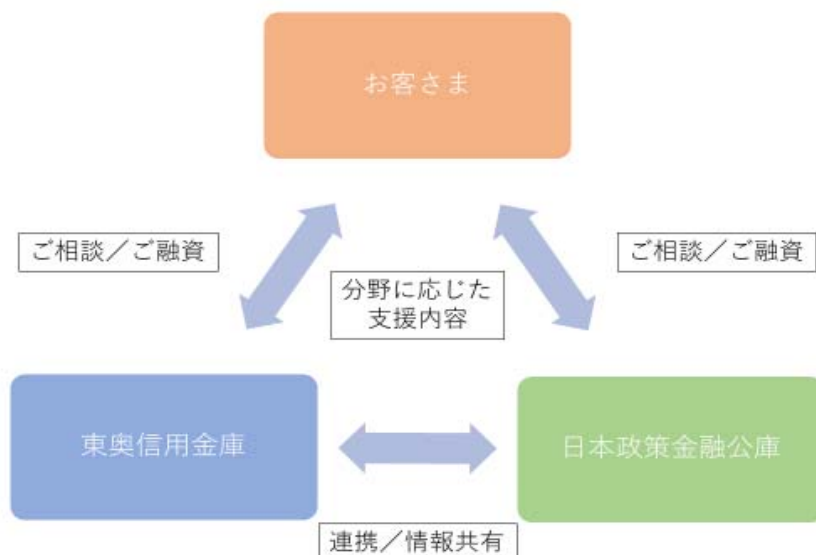 お客さま
ご相談／ご融資
ご相談／ご融資
分野に応じた
支援内容
東奥信用金庫
日本政策金融公庫
連携／情報共有